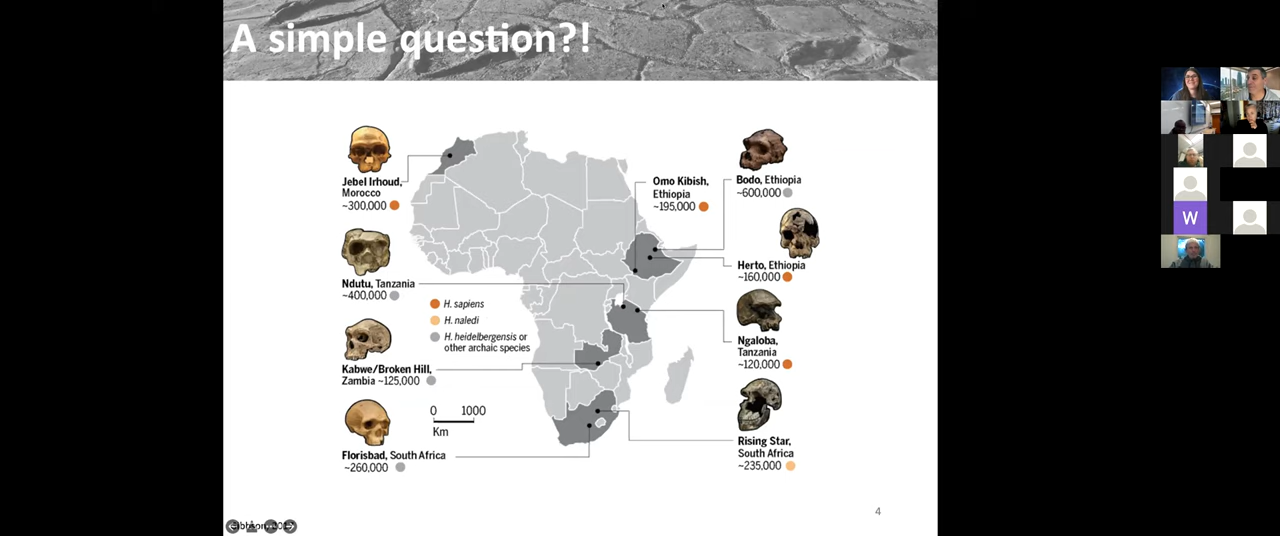 A simple question?!
Jebel Irhoud,
Morocco
~300,000
Ndutu, Tanzania
~400,000
Kabwe/Broken Hill,
Zambia ~125,000
Florisbad, South Africa
~260,000
H. sapiens
H. naledi
H. heidelbergensis or
other archaic species
0 1000
Km
Omo Kibish,
Ethiopia
~195,000
Bodo, Ethiopia
~600,000
Herto, Ethiopia
~160,000
Ngaloba,
Tanzania
~120,000
Rising Star,
South Africa
~235,000
4
W